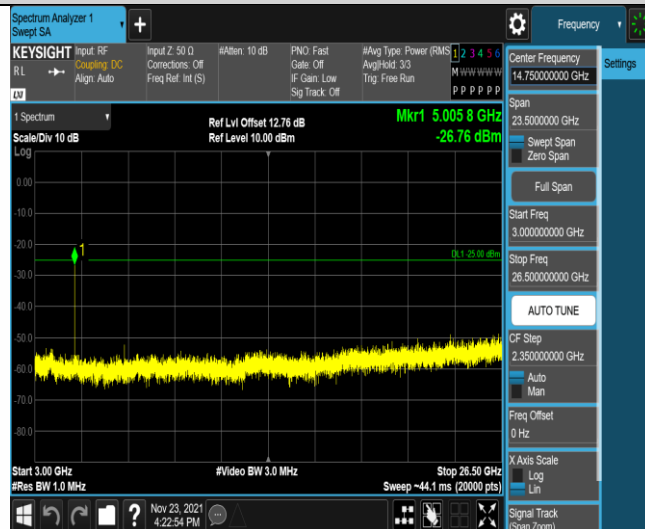 Spectrum Analyzer 1
Swept SA
Frequency
KEYSIGHT
RL
LXI
Input: RF
Coupling: DC
Align: Auto
Input Z: 50 Ω
Corrections: Off
Freq Ref: Int (S)
#Atten: 10 dB
PNO: Fast
Gate: Off
IF Gain: Low
Sig Track: Off
#Avg Type: Power (RMS
Avg|Hold: 3/3
Trig: Free Run
1 2 3 4 5 6
M W W W W W
P P P P P P
1 Spectrum
Scale/Div 10 dB
Log
Ref Lvl Offset 12.76 dB
Ref Level 10.00 dBm
Mkr1 5.005 8 GHz
-26.76 dBm
0.00
-10.0
-20.0
-30.0
-40.0
-50.0
-60.0
-70.0
-80.0
1
DL1 -25.00 dBm
Start 3.00 GHz
#Res BW 1.0 MHz
#Video BW 3.0 MHz
Stop 26.50 GHz
Sweep ~44.1 ms (20000 pts)
Nov 23, 2021
4:22:54 PM
Settings
Center Frequency
14.750000000 GHz
Span
23.5000000 GHz
Swept Span
Zero Span
Full Span
Start Freq
3.000000000 GHz
Stop Freq
26.500000000 GHz
AUTO TUNE
CF Step
2.350000000 GHz
Auto
Man
Freq Offset
0 Hz
X Axis Scale
Log
Lin
Signal Track
(Span Zoom)